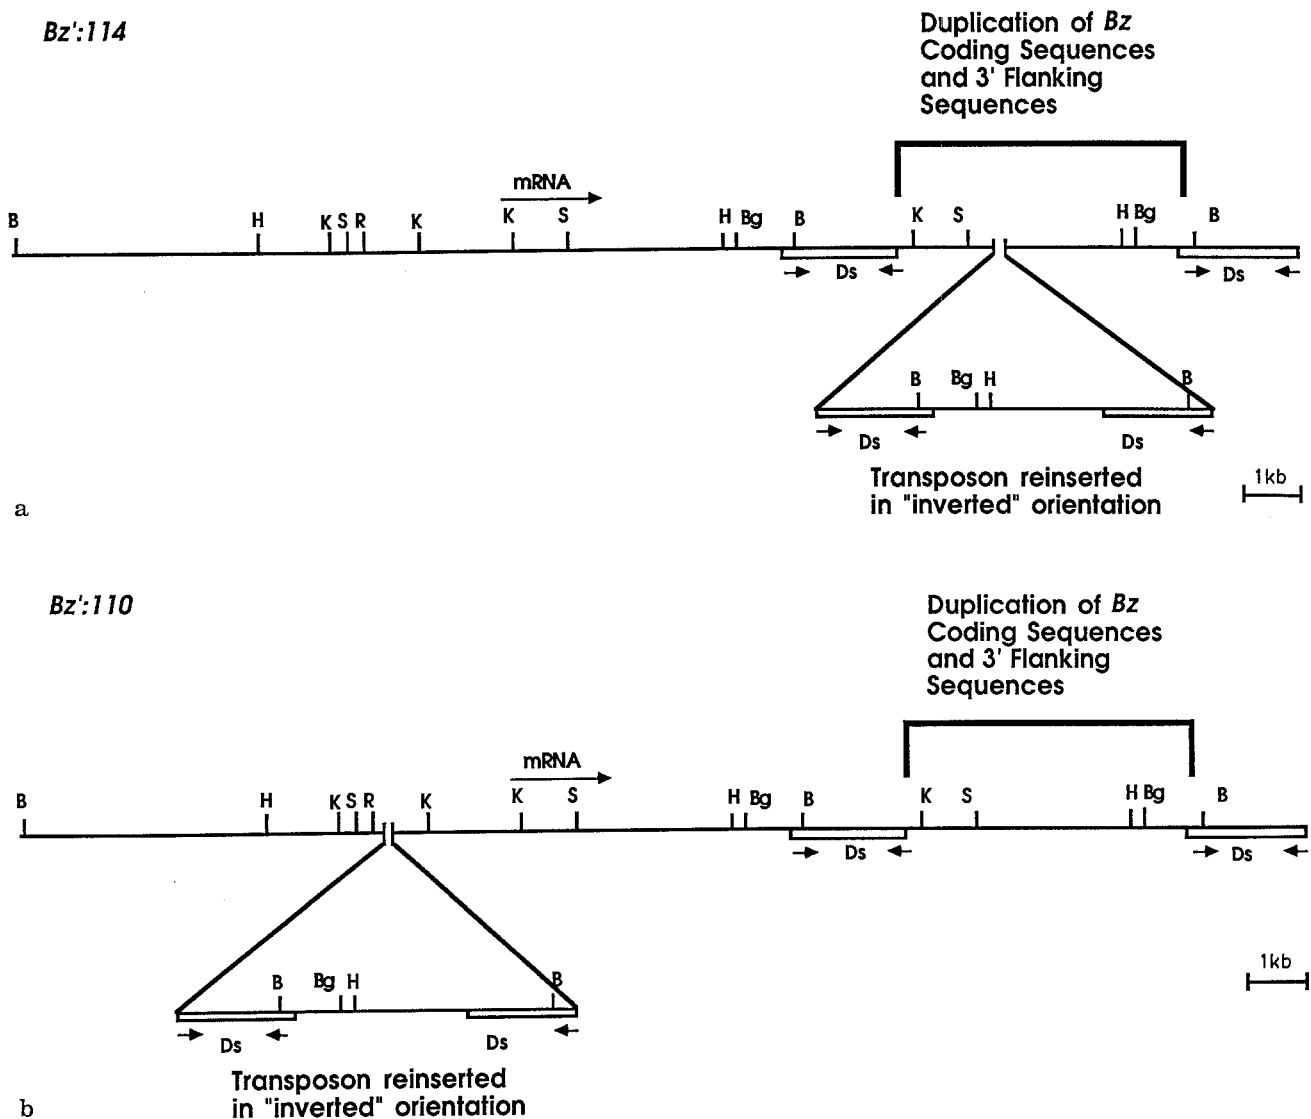 Bz':114
Duplication of Bz
Coding Sequences
and 3' Flanking
Sequences
mRNA
B H K S R K K S H Bg B K S H Bg B
Ds Ds
B Bg H B
Ds Ds
Transposon reinserted
in "inverted" orientation
1kb
a
Bz':110
Duplication of Bz
Coding Sequences
and 3' Flanking
Sequences
mRNA
B H K S R K K S H Bg B K S H Bg B
Ds Ds
B Bg H B
1kb
Ds Ds
Transposon reinserted
in "inverted" orientation
b